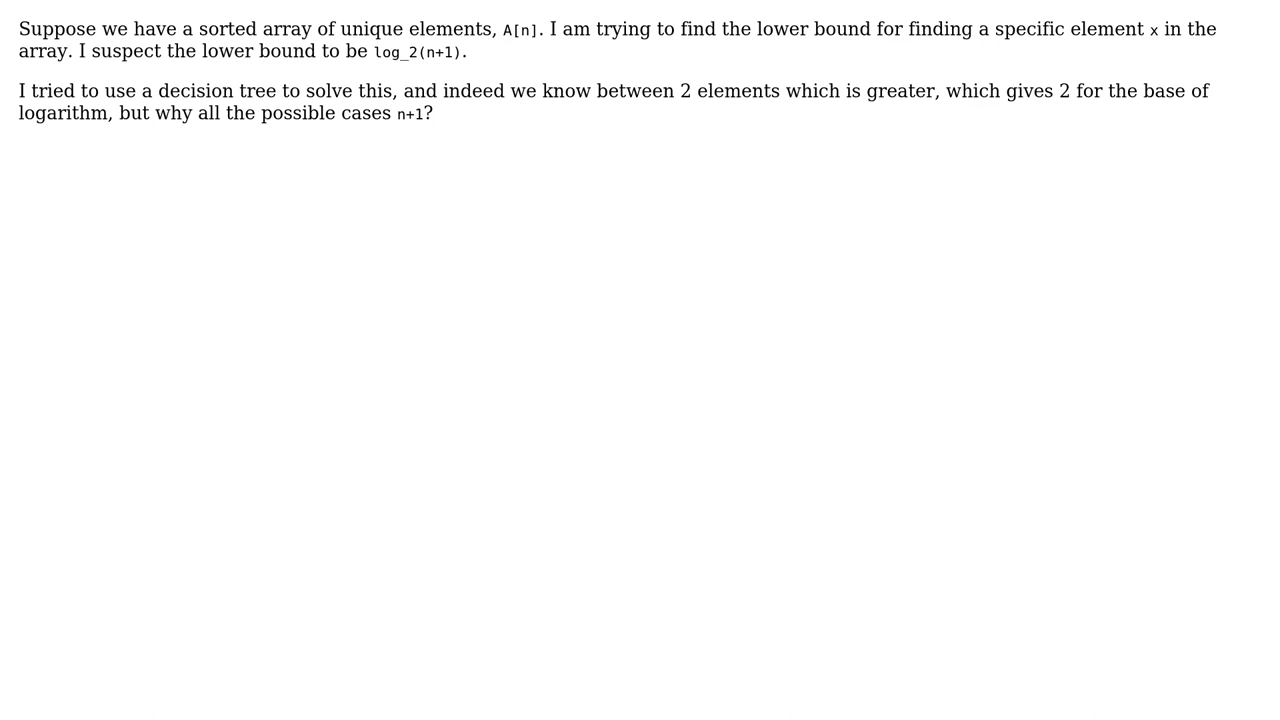 Suppose we have a sorted array of unique elements, A[n]. I am trying to find the lower bound for finding a specific element x in the
array. I suspect the lower bound to be log_2(n+1).
I tried to use a decision tree to solve this, and indeed we know between 2 elements which is greater, which gives 2 for the base of
logarithm, but why all the possible cases n+1?